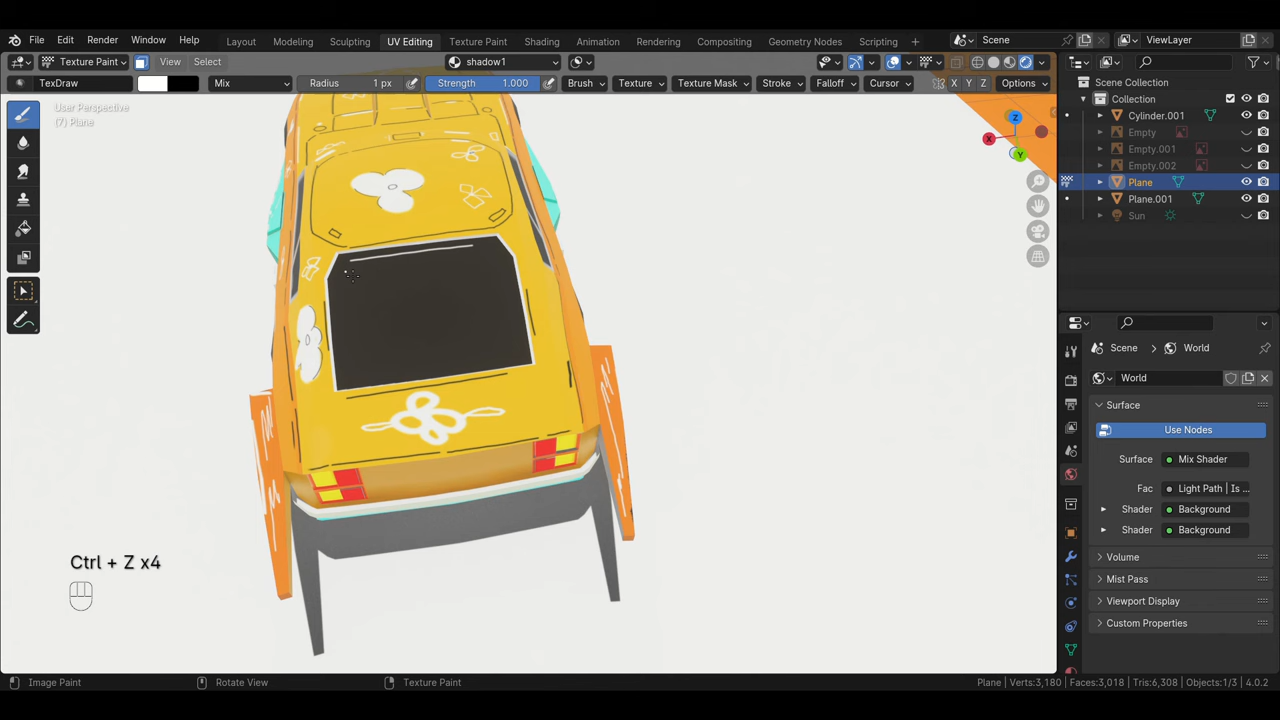 File Edit Render Window Help Layout Modeling Sculpting UV Editing Texture Paint Shading Animation Rendering Compositing Geometry Nodes Scripting + Scene ViewLayer
Texture Paint View Select shadow1
TexDraw Mix Radius 1 px Strength 1.000 Brush Texture Texture Mask Stroke Falloff Cursor X Y Z Options
User Perspective
(7) Plane
Z
X
Y
Scene Collection
Collection
Cylinder.001
Empty
Empty.001
Empty.002
Plane
Plane.001
Sun
Scene > World
World
Surface
Use Nodes
Surface Mix Shader
Fac Light Path | Is ...
Shader Background
Shader Background
Volume
Mist Pass
Viewport Display
Custom Properties
Ctrl + Z x4
Image Paint Rotate View Texture Paint Plane | Verts:3,180 | Faces:3,018 | Tris:6,308 | Objects:1/3 | 4.0.2